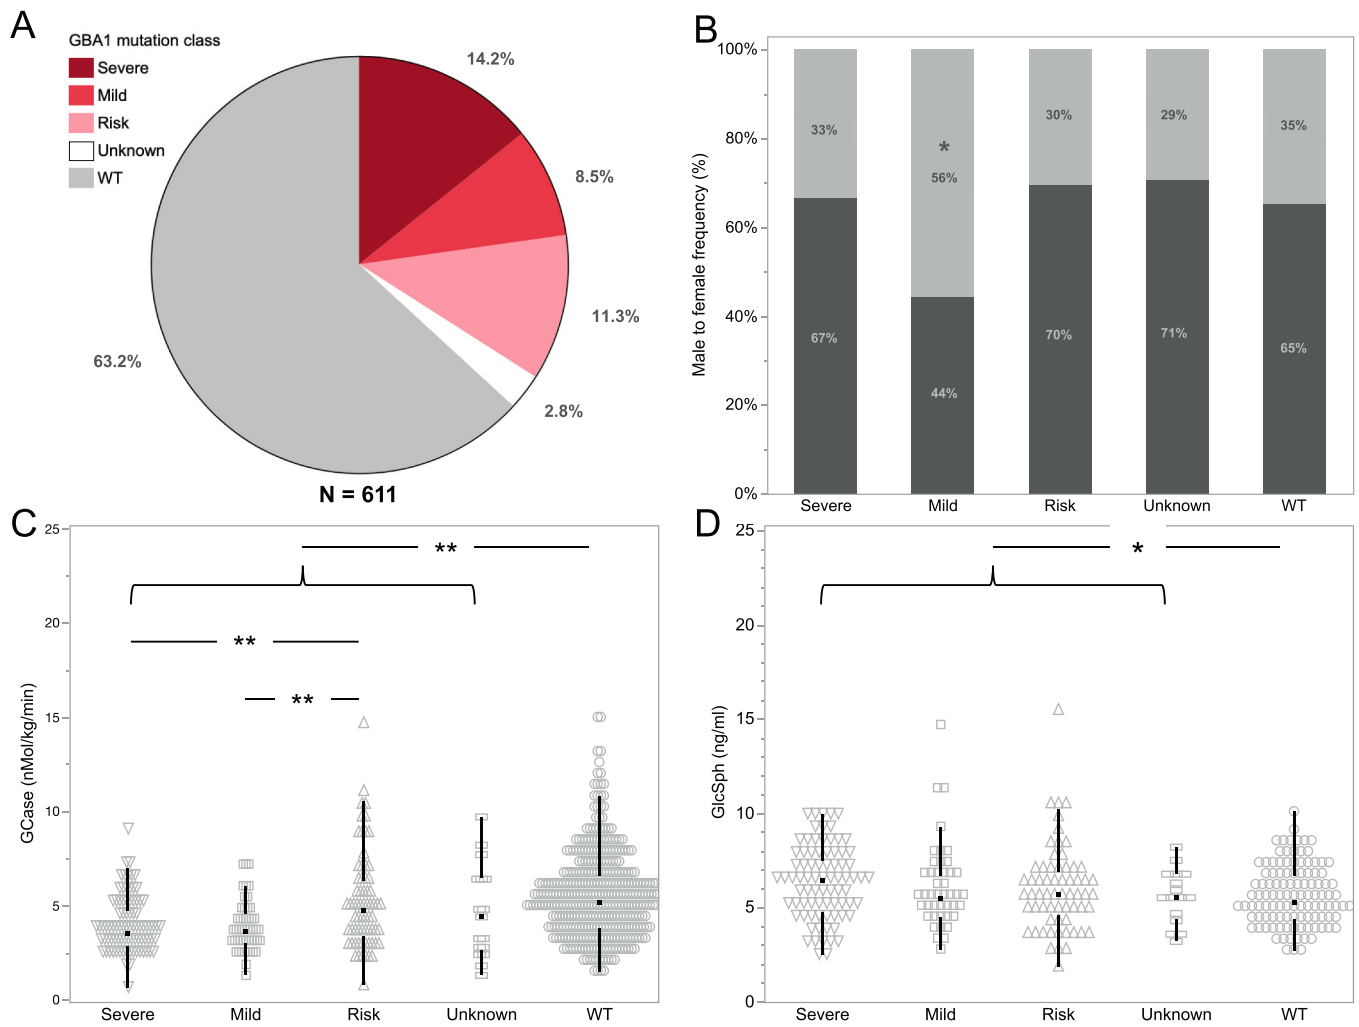 A
GBA1 mutation class
Severe
Mild
Risk
Unknown
WT
14.2%
8.5%
11.3%
2.8%
63.2%
N = 611
B
Male to female frequency (%)
100%
80%
60%
40%
20%
0%
33%
*
56%
30%
29%
35%
67%
44%
70%
71%
65%
Severe
Mild
Risk
Unknown
WT
C
GCase (nMol/kg/min)
25
20
15
10
5
0
**
**
**
Severe
Mild
Risk
Unknown
WT
D
GlcSph (ng/ml)
25
20
15
10
5
0
*
Severe
Mild
Risk
Unknown
WT